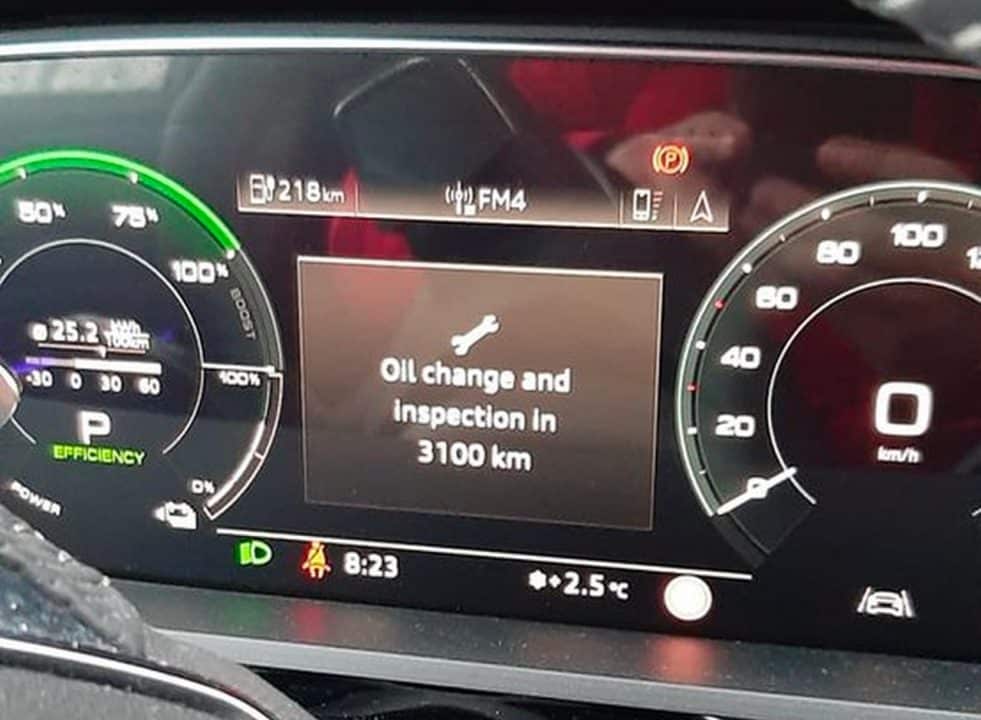 218 km
FM4
P
50%
75%
100%
BOOST
Ø 25.2 kWh
100km
-30 0 30 60
100%
P
EFFICIENCY
0%
POWER
Oil change and
inspection in
3100 km
100
80
60
40
20
0
0
km/h
8:23
+2.5 °C